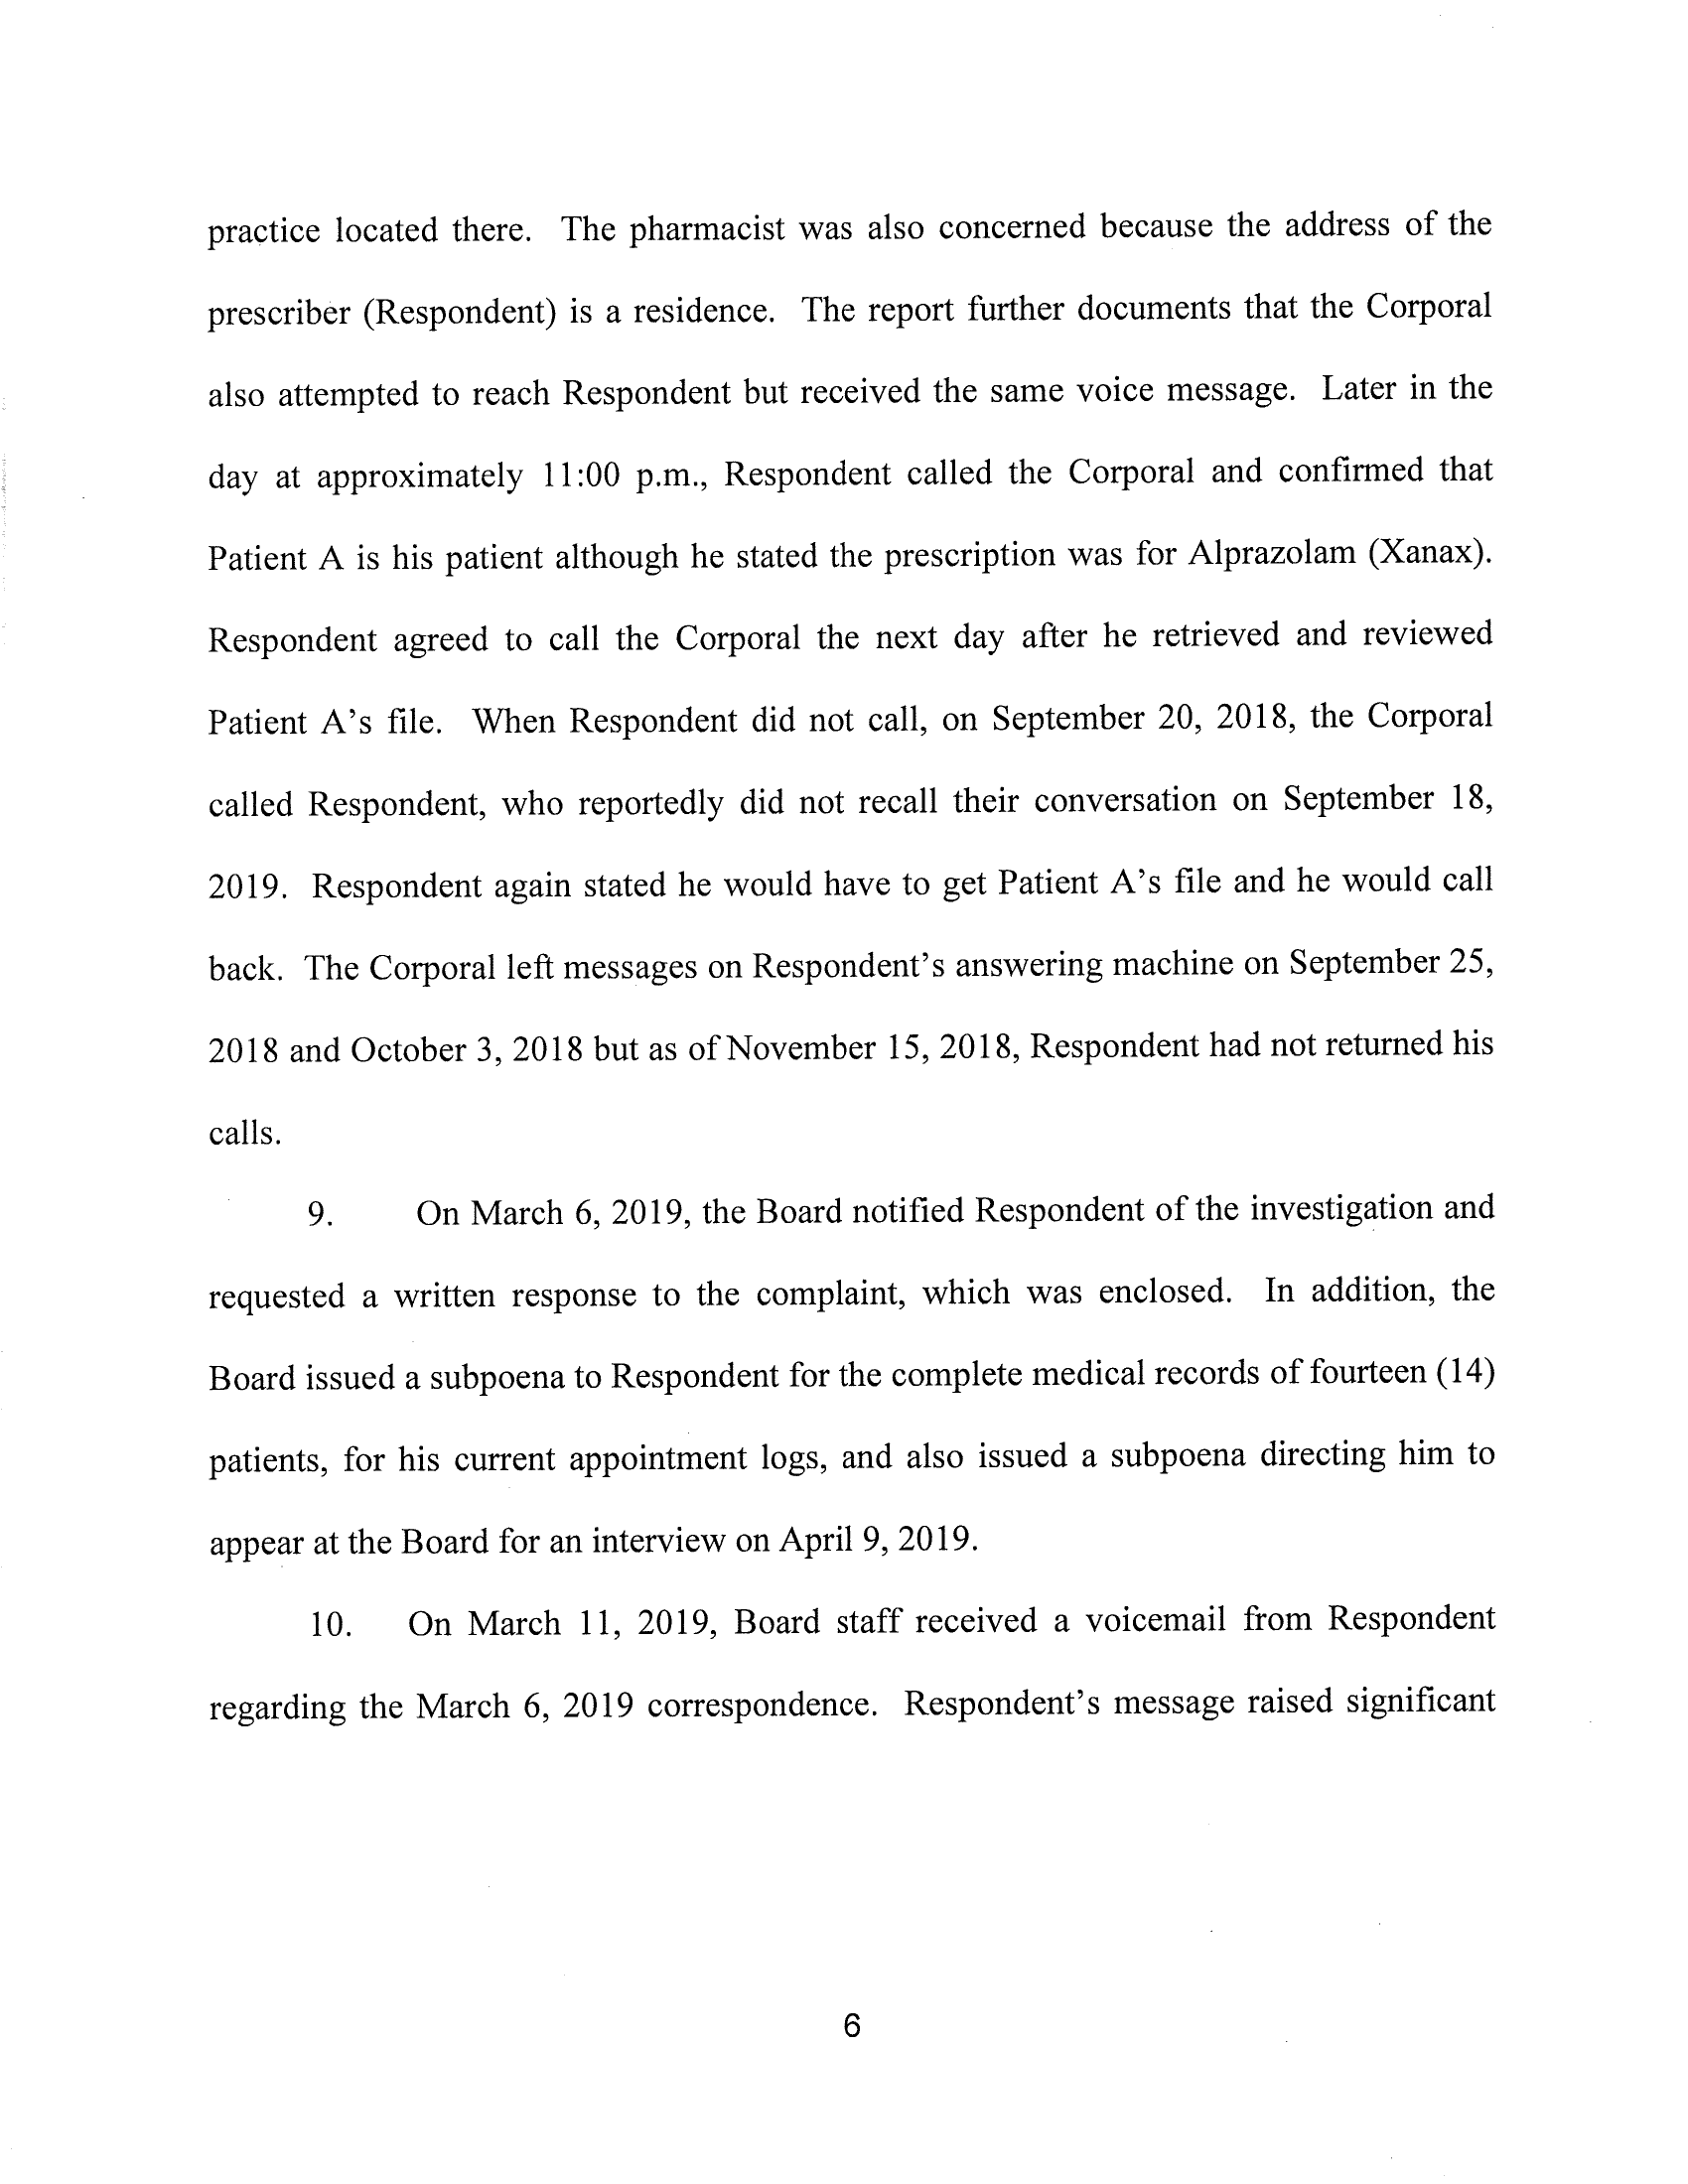 practice located there. The pharmacist was also concerned because the address of the
prescriber (Respondent) is a residence. The report further documents that the Corporal
also attempted to reach Respondent but received the same voice message. Later in the
day at approximately 11:00 p.m., Respondent called the Corporal and confirmed that
Patient A is his patient although he stated the prescription was for Alprazolam (Xanax).
Respondent agreed to call the Corporal the next day after he retrieved and reviewed
Patient A's file. When Respondent did not call, on September 20, 2018, the Corporal
called Respondent, who reportedly did not recall their conversation on September 18,
2019. Respondent again stated he would have to get Patient A's file and he would call
back. The Corporal left messages on Respondent's answering machine on September 25,
2018 and October 3, 2018 but as of November 15, 2018, Respondent had not returned his
calls.
9. On March 6, 2019, the Board notified Respondent of the investigation and
requested a written response to the complaint, which was enclosed. In addition, the
Board issued a subpoena to Respondent for the complete medical records of fourteen (14)
patients, for his current appointment logs, and also issued a subpoena directing him to
appear at the Board for an interview on April 9, 2019.
10. On March 11, 2019, Board staff received a voicemail from Respondent
regarding the March 6, 2019 correspondence. Respondent's message raised significant
6